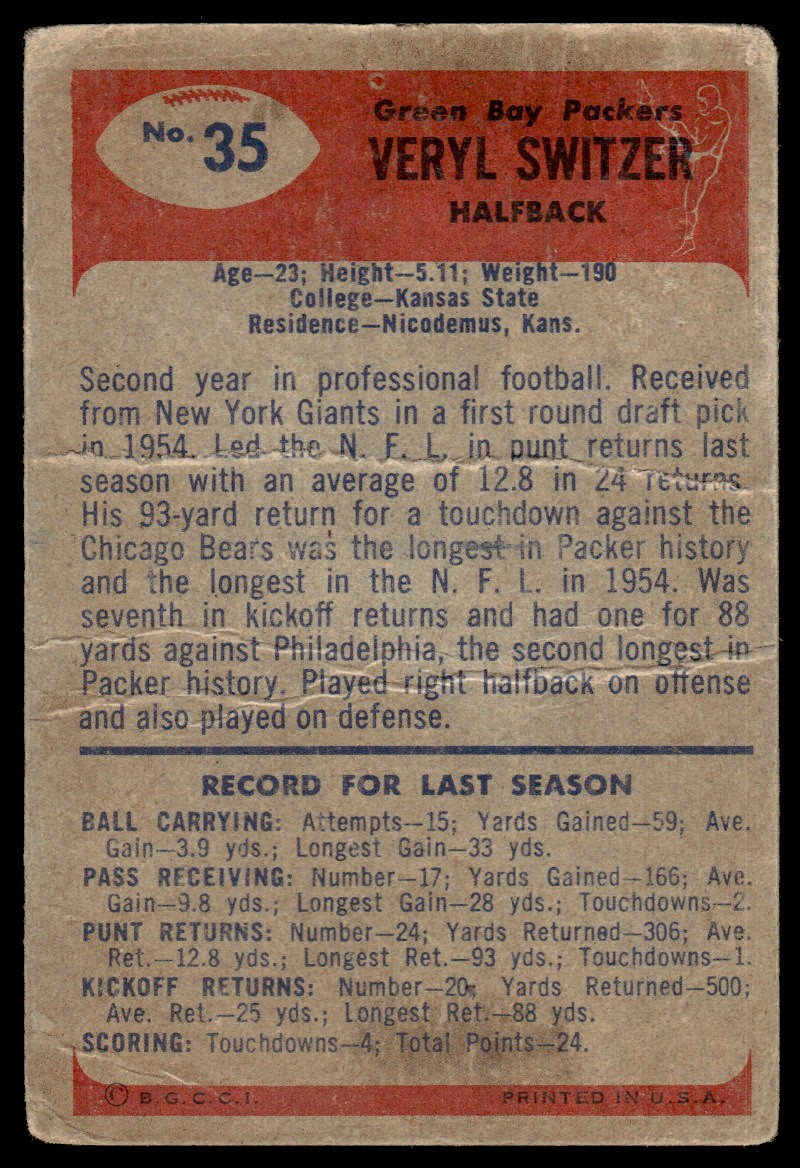 No. 35
Green Bay Packers
VERYL SWITZER
HALFBACK
Age—23; Height—5.11; Weight—190
College—Kansas State
Residence—Nicodemus, Kans.
Second year in professional football. Received
from New York Giants in a first round draft pick
in 1954. Led the N. F. L. in punt returns last
season with an average of 12.8 in 24 returns.
His 93-yard return for a touchdown against the
Chicago Bears was the longest in Packer history
and the longest in the N. F. L. in 1954. Was
seventh in kickoff returns and had one for 88
yards against Philadelphia, the second longest in
Packer history. Played right halfback on offense
and also played on defense.
RECORD FOR LAST SEASON
BALL CARRYING: Attempts—15; Yards Gained—59; Ave.
Gain—3.9 yds.; Longest Gain—33 yds.
PASS RECEIVING: Number—17; Yards Gained—166; Ave.
Gain—9.8 yds.; Longest Gain—28 yds.; Touchdowns—2.
PUNT RETURNS: Number—24; Yards Returned—306; Ave.
Ret.—12.8 yds.; Longest Ret.—93 yds.; Touchdowns—1.
KICKOFF RETURNS: Number—20; Yards Returned—500;
Ave. Ret.—25 yds.; Longest Ret.—88 yds.
SCORING: Touchdowns—4; Total Points—24.
© B.G.C.C.I. PRINTED IN U.S.A.